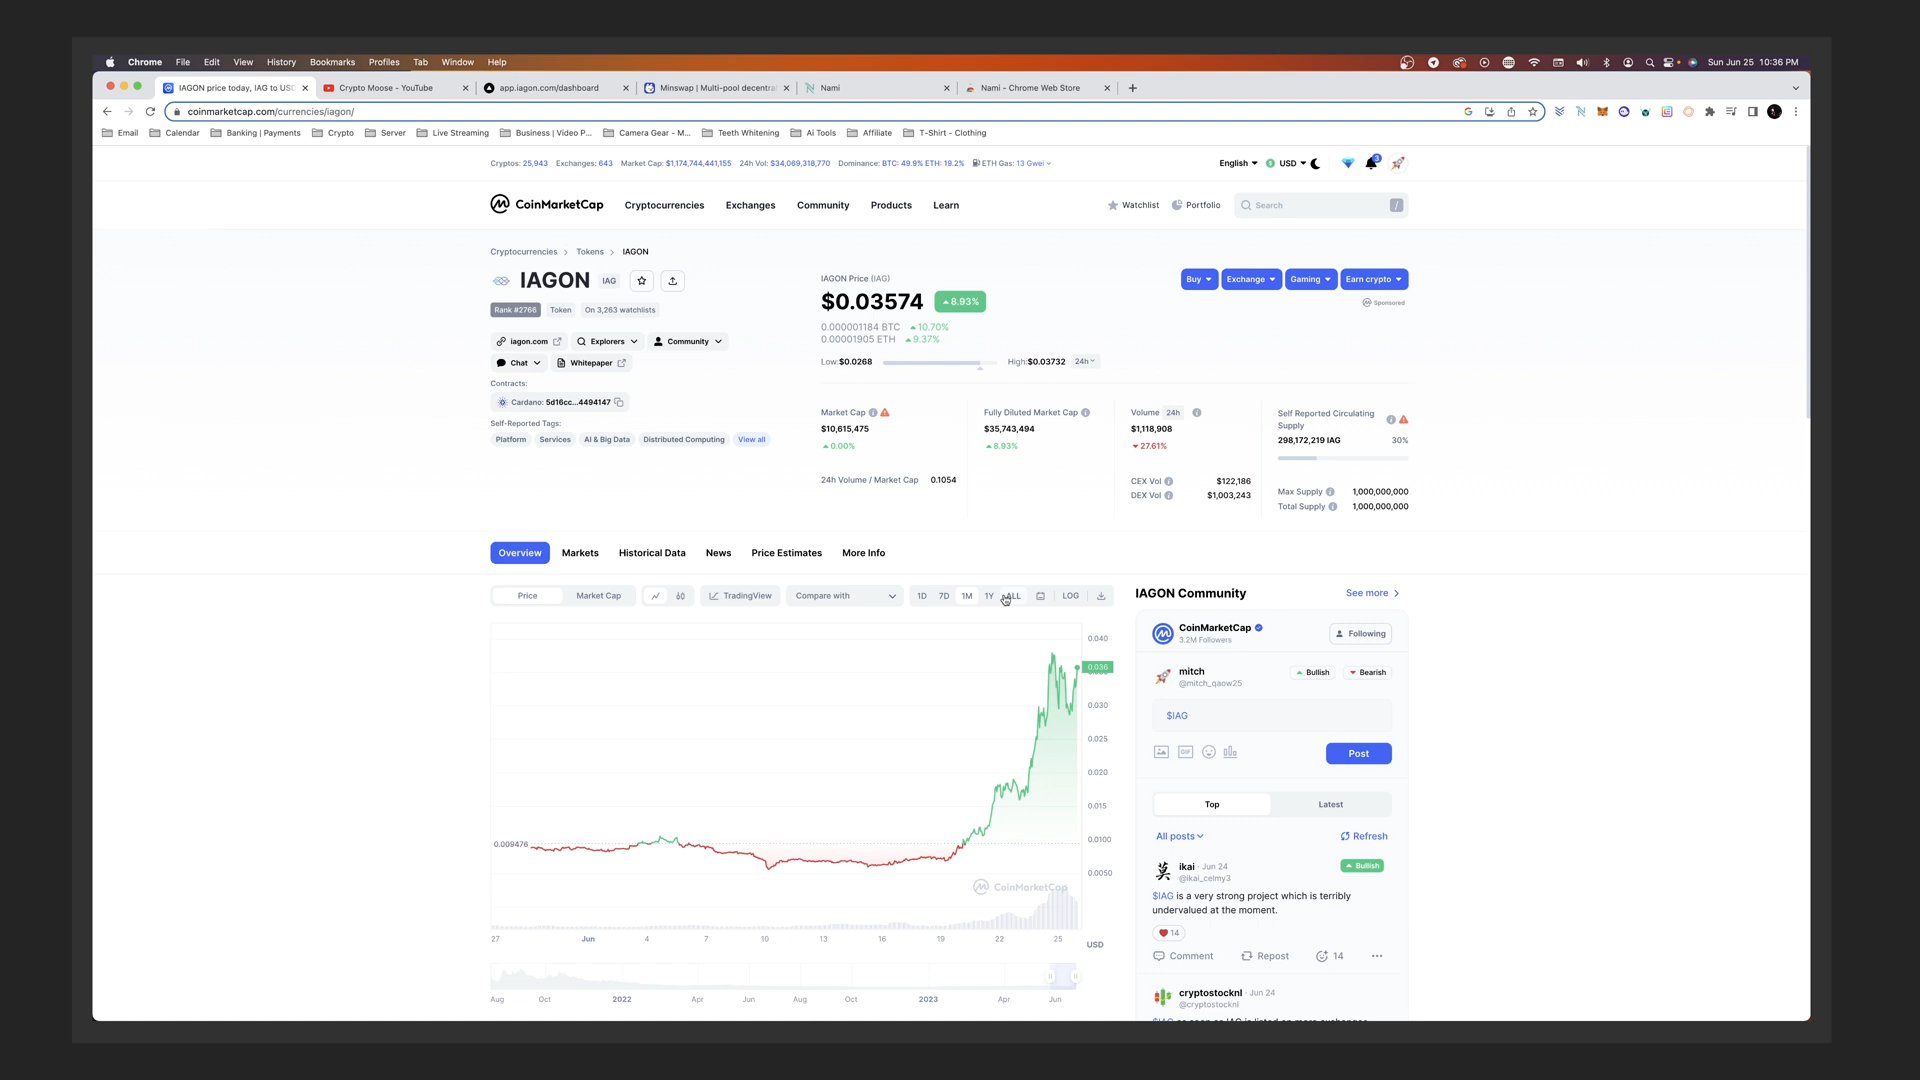 Chrome File Edit View History Bookmarks Profiles Tab Window Help Sun Jun 25 10:36 PM
IAGON price today, IAG to USD Crypto Moose - YouTube app.iagon.com/dashboard Minswap | Multi-pool decentral Nami Nami - Chrome Web Store
coinmarketcap.com/currencies/iagon/
Email Calendar Banking | Payments Crypto Server Live Streaming Business | Video P... Camera Gear - M... Teeth Whitening Ai Tools Affiliate T-Shirt - Clothing
Cryptos: 25,943 Exchanges: 643 Market Cap: $1,174,744,441,155 24h Vol: $34,069,318,770 Dominance: BTC: 49.9% ETH: 19.2% ETH Gas: 13 Gwei English USD 3
CoinMarketCap Cryptocurrencies Exchanges Community Products Learn Watchlist Portfolio Search /
Cryptocurrencies > Tokens > IAGON
IAGON IAG
Rank #2766 Token On 3,263 watchlists
iagon.com Explorers Community
Chat Whitepaper
Contracts:
Cardano: 5d16cc...4494147
Self-Reported Tags:
Platform Services AI & Big Data Distributed Computing View all
IAGON Price (IAG)
$0.03574 8.93%
0.000001184 BTC 10.70%
0.00001905 ETH 9.37%
Low:$0.0268 High:$0.03732 24h
Buy Exchange Gaming Earn crypto
Sponsored
Market Cap
$10,615,475
0.00%
24h Volume / Market Cap 0.1054
Fully Diluted Market Cap
$35,743,494
8.93%
Volume 24h
$1,118,908
27.61%
CEX Vol $122,186
DEX Vol $1,003,243
Self Reported Circulating
Supply
298,172,219 IAG 30%
Max Supply 1,000,000,000
Total Supply 1,000,000,000
Overview Markets Historical Data News Price Estimates More Info
Price Market Cap TradingView Compare with 1D 7D 1M 1Y ALL LOG
0.040
0.036
0.030
0.025
0.020
0.015
0.0100
0.0050
0.009476
CoinMarketCap
27 Jun 4 7 10 13 16 19 22 25
USD
Aug Oct 2022 Apr Jun Aug Oct 2023 Apr Jun
IAGON Community See more >
CoinMarketCap
3.2M Followers
Following
mitch
@mitch_qaow25
Bullish Bearish
$IAG
GIF
Post
Top Latest
All posts Refresh
ikai · Jun 24
@ikai_celmy3
Bullish
$IAG is a very strong project which is terribly
undervalued at the moment.
14
Comment Repost 14
cryptostocknl · Jun 24
@cryptostocknl